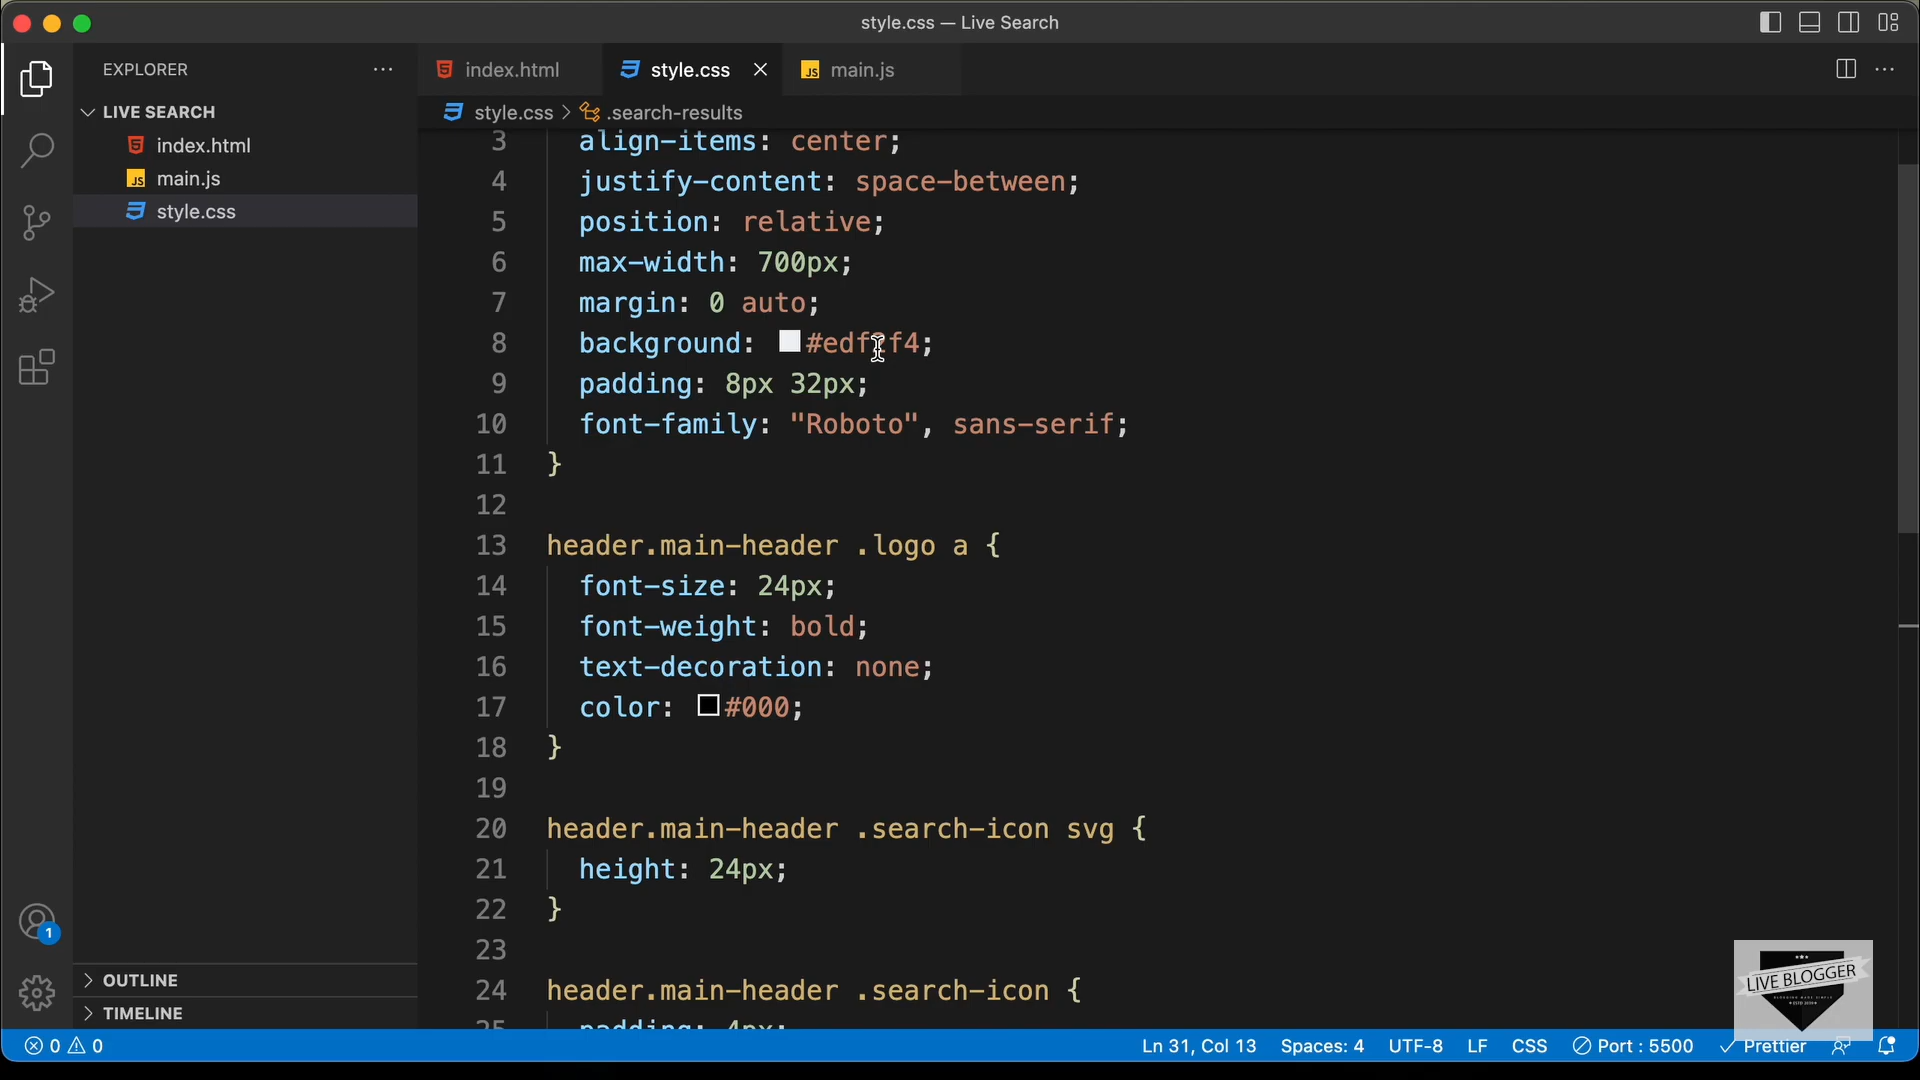 style.css — Live Search
EXPLORER
LIVE SEARCH
index.html
main.js
style.css
OUTLINE
TIMELINE
index.html
style.css
main.js
style.css > .search-results
3 align-items: center;
4 justify-content: space-between;
5 position: relative;
6 max-width: 700px;
7 margin: 0 auto;
8 background: #edf2f4;
9 padding: 8px 32px;
10 font-family: "Roboto", sans-serif;
11 }
12
13 header.main-header .logo a {
14 font-size: 24px;
15 font-weight: bold;
16 text-decoration: none;
17 color: #000;
18 }
19
20 header.main-header .search-icon svg {
21 height: 24px;
22 }
23
24 header.main-header .search-icon {
25 padding: 4px;
1
LIVE BLOGGER
0 0
Ln 31, Col 13 Spaces: 4 UTF-8 LF CSS Port : 5500 Prettier